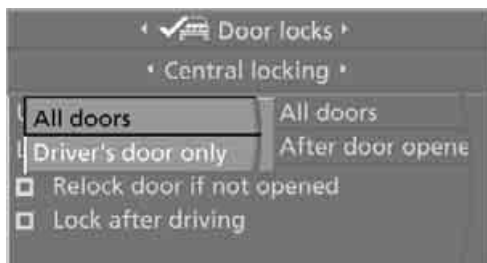 Door locks
Central locking
All doors All doors
Driver's door only After door opene
Relock door if not opened
Lock after driving